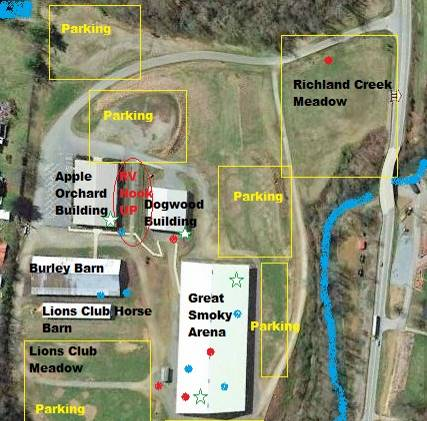 Parking
Parking
Richland Creek
Meadow
Apple
Orchard
Building
RV
Hook
UP
Dogwood
Building
Parking
Burley Barn
Lions Club Horse
Barn
Great
Smoky
Arena
Parking
Lions Club
Meadow
Parking